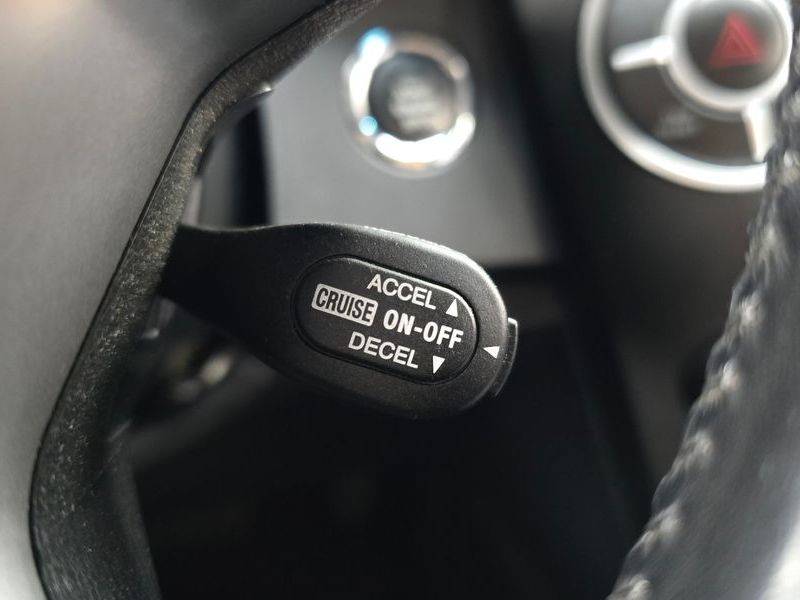 ACCEL ▲
CRUISE ON-OFF ◀
DECEL ▼